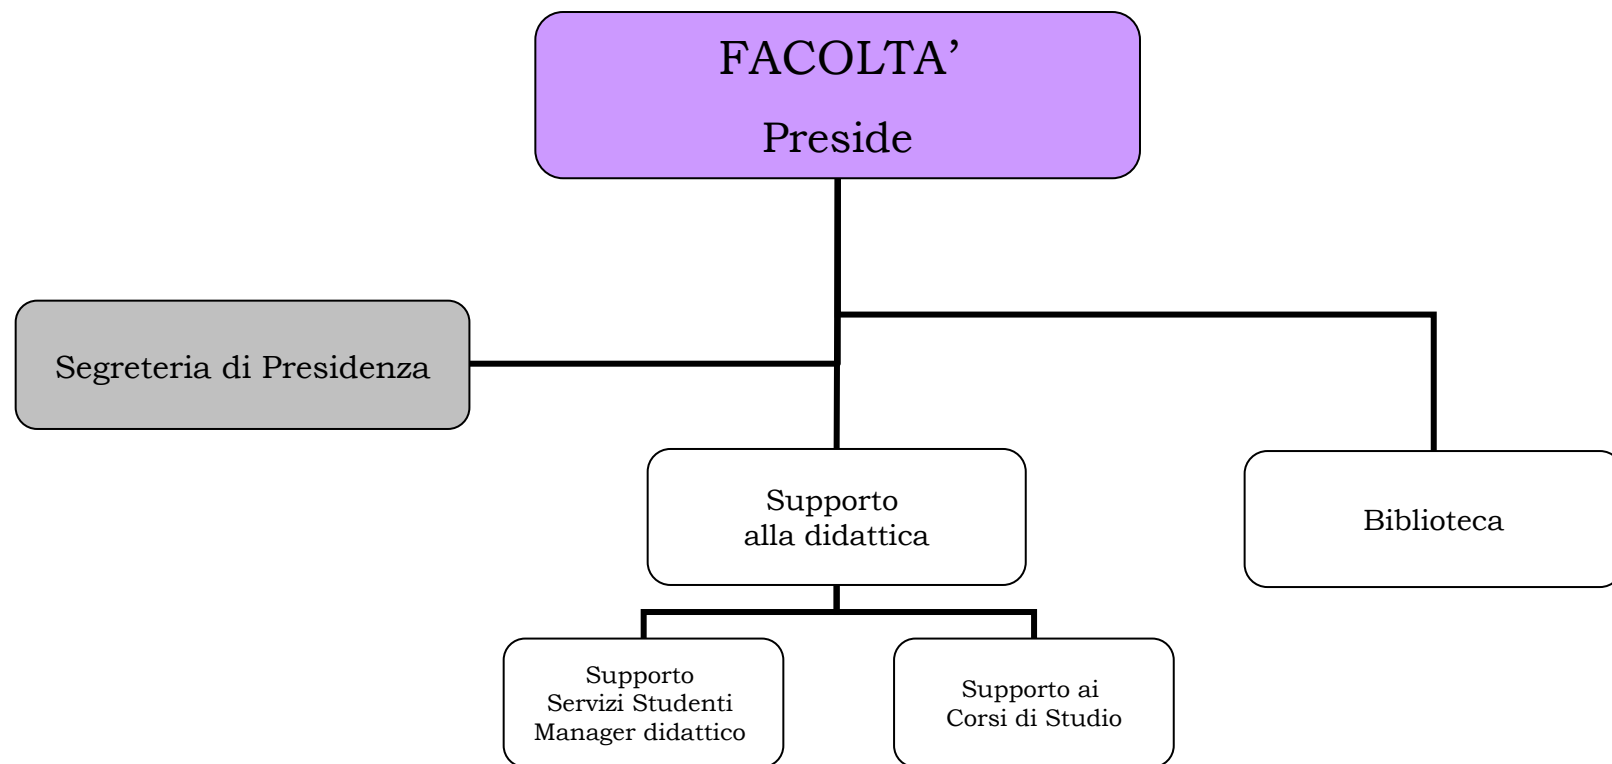 FACOLTA’
Preside
Segreteria di Presidenza
Supporto
alla didattica
Biblioteca
Supporto
Servizi Studenti
Manager didattico
Supporto ai
Corsi di Studio